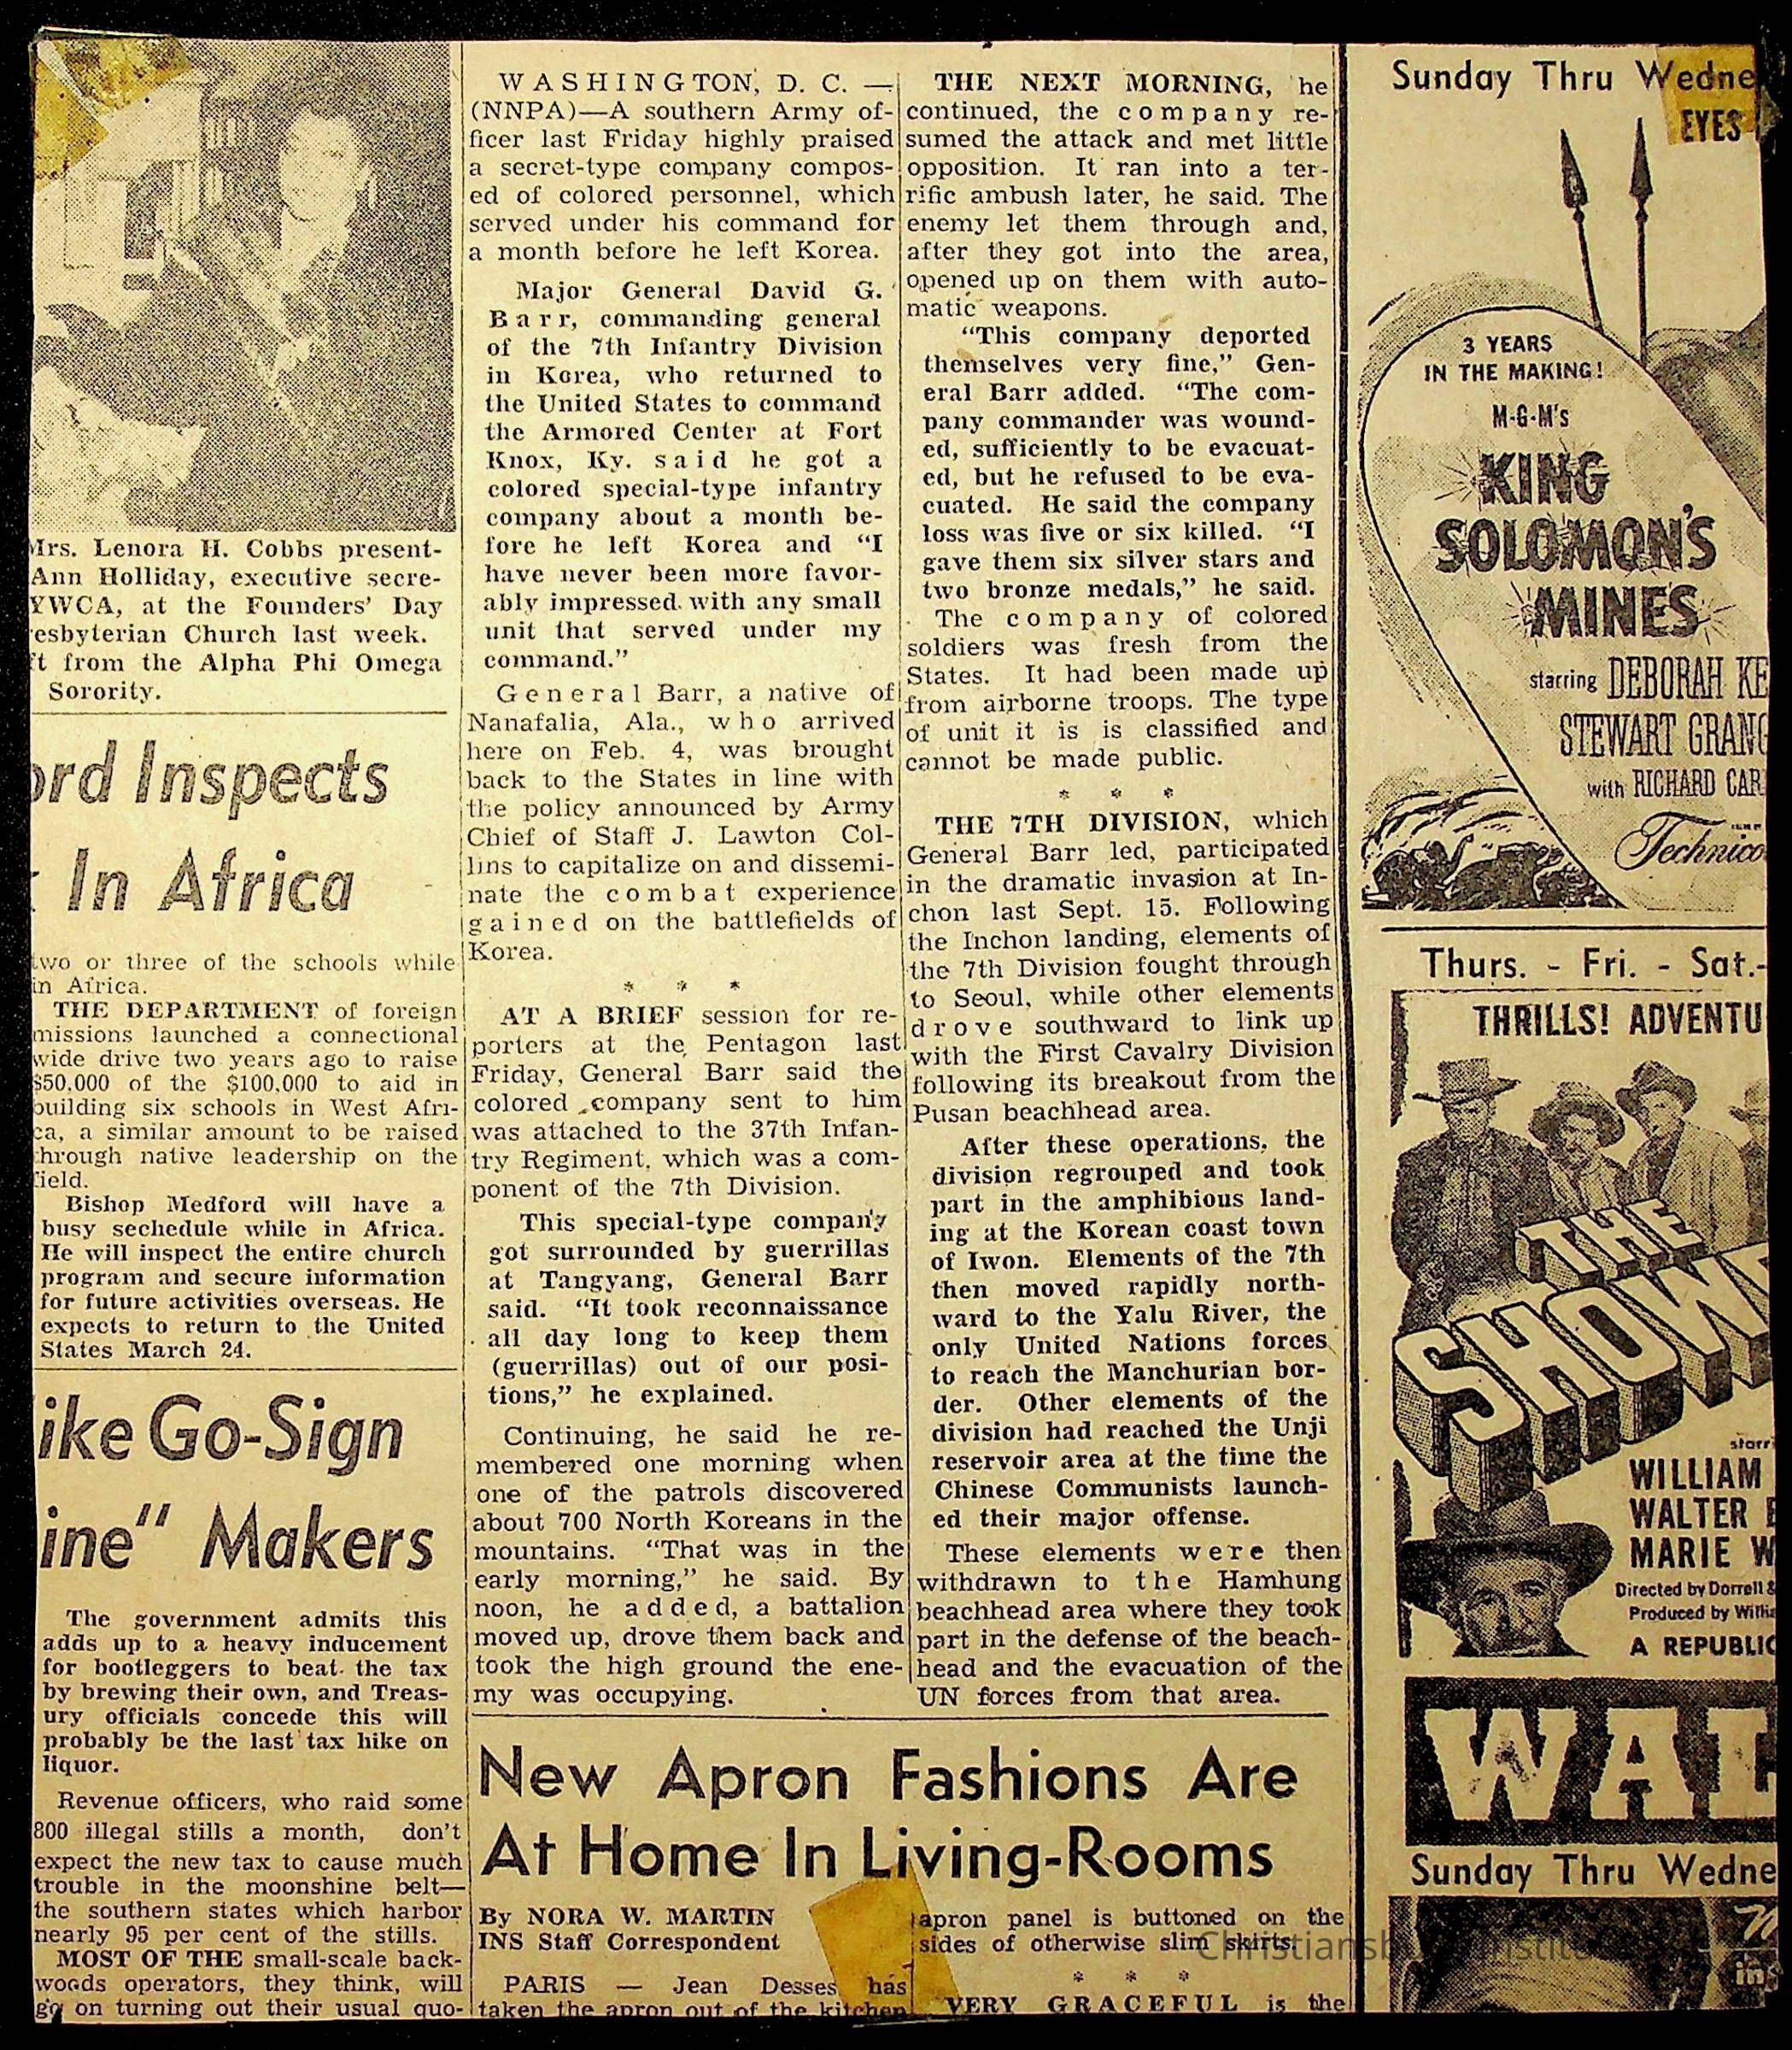 Mrs. Lenora H. Cobbs present-
Ann Holliday, executive secre-
YWCA, at the Founders' Day
resbyterian Church last week.
ft from the Alpha Phi Omega
Sorority.
ord Inspects
In Africa
two or three of the schools while
in Africa.
THE DEPARTMENT of foreign
missions launched a connectional
wide drive two years ago to raise
$50,000 of the $100,000 to aid in
building six schools in West Afri-
ca, a similar amount to be raised
through native leadership on the
field.
Bishop Medford will have a
busy sechedule while in Africa.
He will inspect the entire church
program and secure information
for future activities overseas. He
expects to return to the United
States March 24.
ike Go-Sign
ine" Makers
The government admits this
adds up to a heavy inducement
for bootleggers to beat the tax
by brewing their own, and Treas-
ury officials concede this will
probably be the last tax hike on
liquor.
Revenue officers, who raid some
800 illegal stills a month, don't
expect the new tax to cause much
trouble in the moonshine belt—
the southern states which harbor
nearly 95 per cent of the stills.
MOST OF THE small-scale back-
woods operators, they think, will
go on turning out their usual quo-
WASHINGTON, D. C. —
(NNPA)—A southern Army of-
ficer last Friday highly praised
a secret-type company compos-
ed of colored personnel, which
served under his command for
a month before he left Korea.
Major General David G.
Barr, commanding general
of the 7th Infantry Division
in Korea, who returned to
the United States to command
the Armored Center at Fort
Knox, Ky. said he got a
colored special-type infantry
company about a month be-
fore he left Korea and "I
have never been more favor-
ably impressed with any small
unit that served under my
command."
General Barr, a native of
Nanafalia, Ala., who arrived
here on Feb. 4, was brought
back to the States in line with
the policy announced by Army
Chief of Staff J. Lawton Col-
lins to capitalize on and dissemi-
nate the combat experience
gained on the battlefields of
Korea.
* * *
AT A BRIEF session for re-
porters at the Pentagon last
Friday, General Barr said the
colored company sent to him
was attached to the 37th Infan-
try Regiment, which was a com-
ponent of the 7th Division.
This special-type company
got surrounded by guerrillas
at Tangyang, General Barr
said. "It took reconnaissance
all day long to keep them
(guerrillas) out of our posi-
tions," he explained.
Continuing, he said he re-
membered one morning when
one of the patrols discovered
about 700 North Koreans in the
mountains. "That was in the
early morning," he said. By
noon, he added, a battalion
moved up, drove them back and
took the high ground the ene-
my was occupying.
THE NEXT MORNING, he
continued, the company re-
sumed the attack and met little
opposition. It ran into a ter-
rific ambush later, he said. The
enemy let them through and,
after they got into the area,
opened up on them with auto-
matic weapons.
"This company deported
themselves very fine," Gen-
eral Barr added. "The com-
pany commander was wound-
ed, sufficiently to be evacuat-
ed, but he refused to be eva-
cuated. He said the company
loss was five or six killed. "I
gave them six silver stars and
two bronze medals," he said.
The company of colored
soldiers was fresh from the
States. It had been made up
from airborne troops. The type
of unit it is is classified and
cannot be made public.
* * *
THE 7TH DIVISION, which
General Barr led, participated
in the dramatic invasion at In-
chon last Sept. 15. Following
the Inchon landing, elements of
the 7th Division fought through
to Seoul, while other elements
drove southward to link up
with the First Cavalry Division
following its breakout from the
Pusan beachhead area.
After these operations, the
division regrouped and took
part in the amphibious land-
ing at the Korean coast town
of Iwon. Elements of the 7th
then moved rapidly north-
ward to the Yalu River, the
only United Nations forces
to reach the Manchurian bor-
der. Other elements of the
division had reached the Unji
reservoir area at the time the
Chinese Communists launch-
ed their major offense.
These elements were then
withdrawn to the Hamhung
beachhead area where they took
part in the defense of the beach-
head and the evacuation of the
UN forces from that area.
New Apron Fashions Are
At Home In Living-Rooms
By NORA W. MARTIN
INS Staff Correspondent
PARIS — Jean Desses has
taken the apron out of the kitchen
apron panel is buttoned on the
sides of otherwise slim skirts.
* * *
VERY GRACEFUL is the
Sunday Thru Wedne
EYES
3 YEARS
IN THE MAKING!
M-G-M's
KING
SOLOMON'S
MINES
starring DEBORAH KE
STEWART GRANG
with RICHARD CAR
Technico
Thurs. - Fri. - Sat.-
THRILLS! ADVENTU
THE
SHOW
starr
WILLIAM
WALTER
MARIE W
Directed by Dorrell &
Produced by Willia
A REPUBLIC
WAR
Sunday Thru Wedne
in